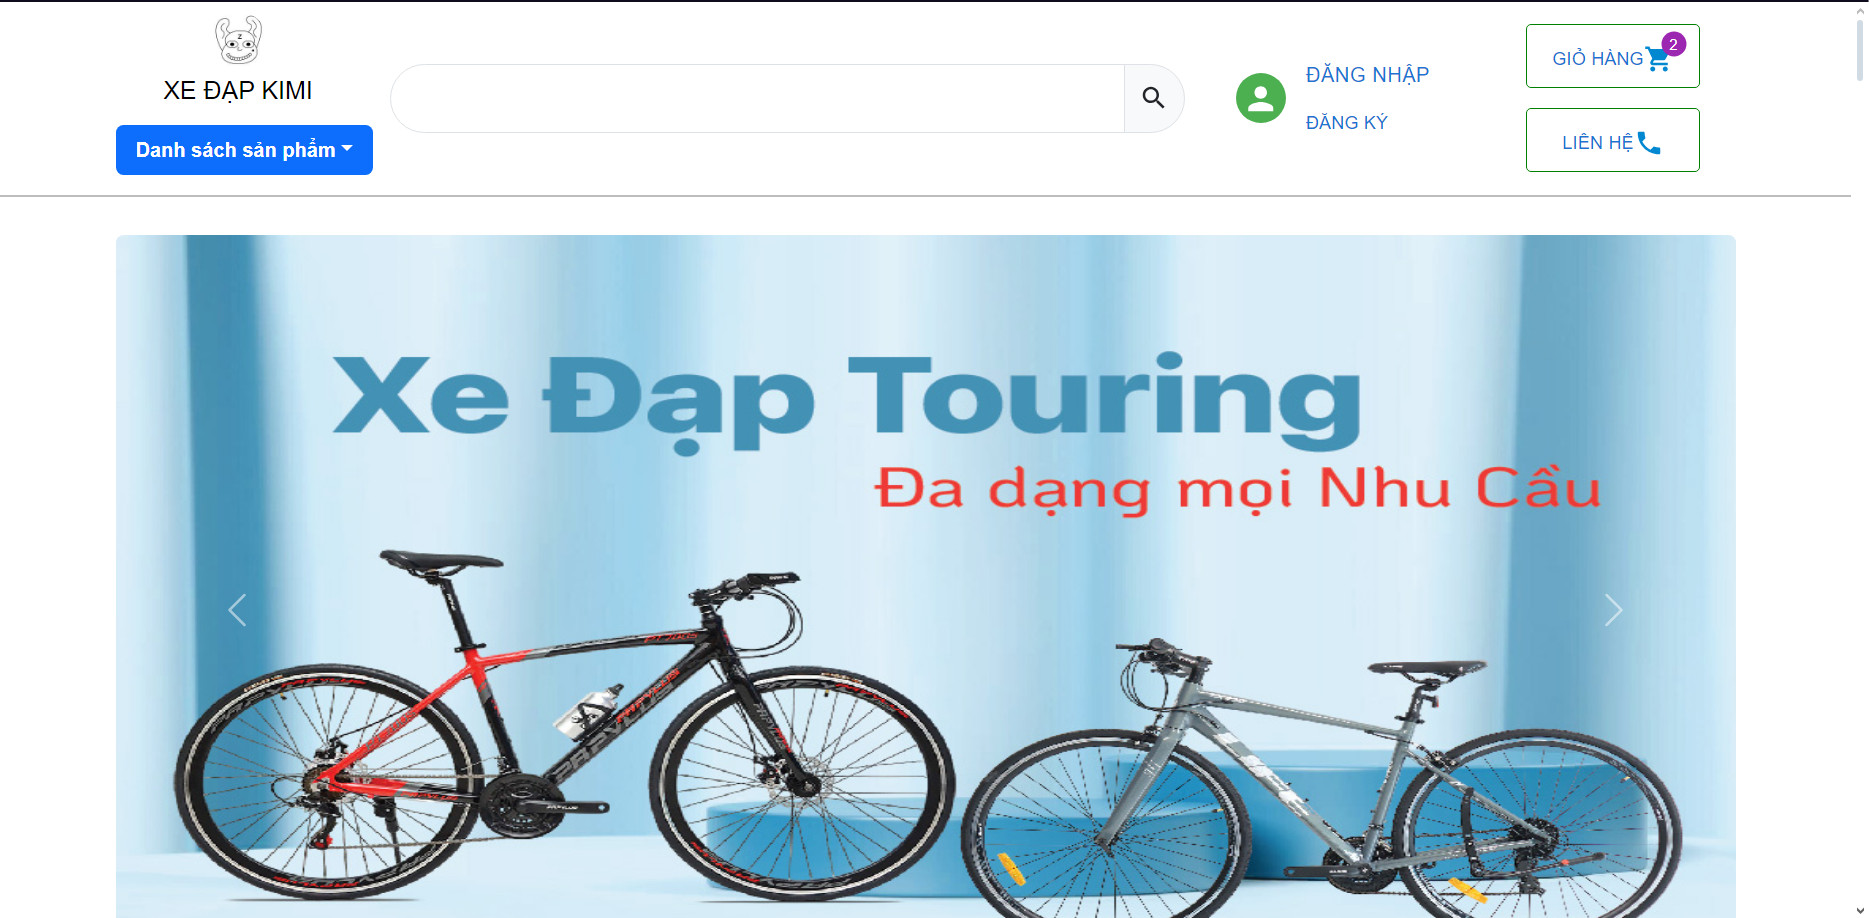 XE ĐẠP KIMI
Danh sách sản phẩm
ĐĂNG NHẬP
ĐĂNG KÝ
GIỎ HÀNG 2
LIÊN HỆ
Xe Đạp Touring
Đa dạng mọi Nhu Cầu